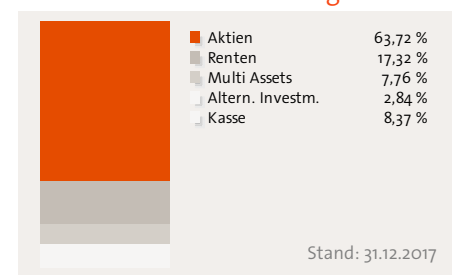 Aktien 63,72 %
Renten 17,32 %
Multi Assets 7,76 %
Altern. Investm. 2,84 %
Kasse 8,37 %
Stand: 31.12.2017